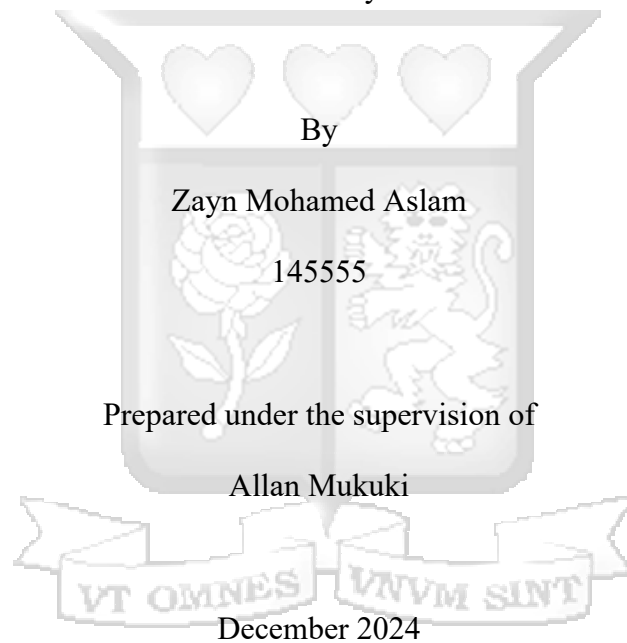 By
Zayn Mohamed Aslam
145555
Prepared under the supervision of
Allan Mukuki
VT OMNES VNVM SINT
December 2024